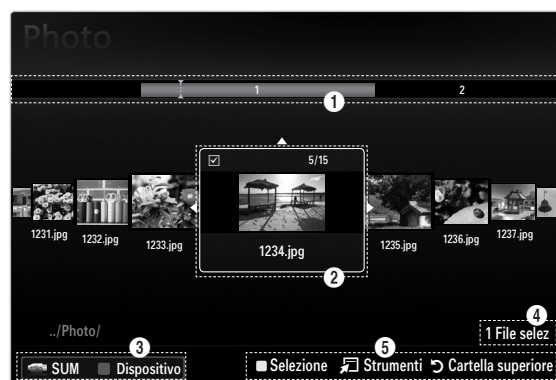 Photo
1 2
1
5/15
1231.jpg 1232.jpg 1233.jpg 1234.jpg 1235.jpg 1236.jpg 1237.jpg
2
../Photo/
4
1 File selez
3 5
SUM Dispositivo Selezione Strumenti Cartella superiore